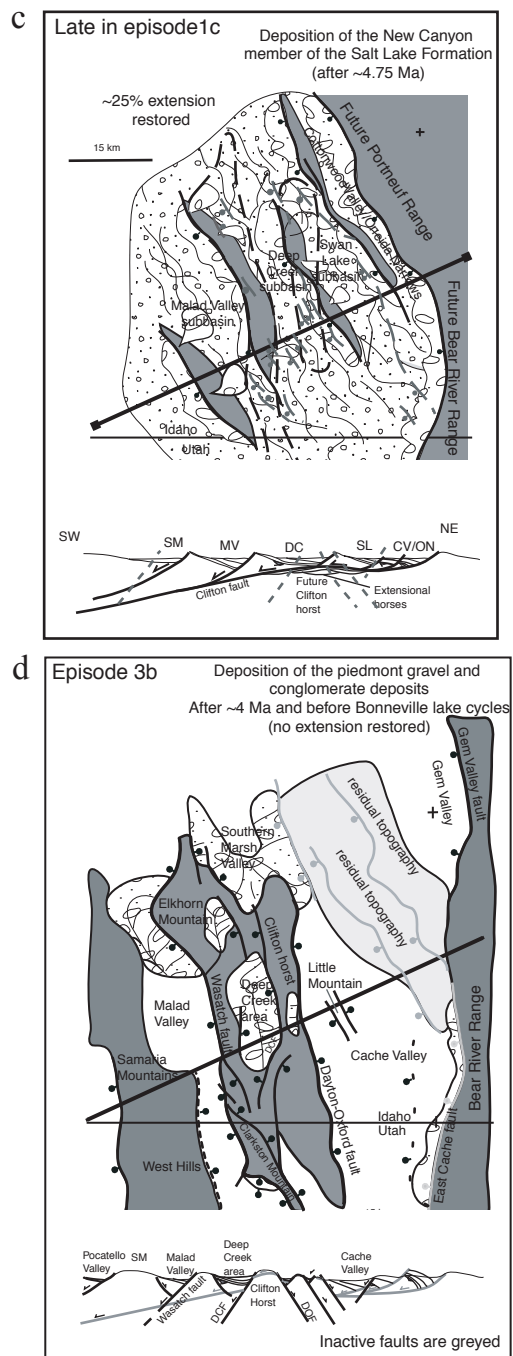 c
Late in episode1c
Deposition of the New Canyon
member of the Salt Lake Formation
(after ~4.75 Ma)
~25% extension
restored
15 km
Future Portneuf Range
Cottonwood Valley/Oneida Narrows
Swan
Lake
subbasin
Deep
Creek
subbasin
Malad Valley
subbasin
Future Bear River Range
Idaho
Utah
SW
NE
SM
MV
DC
SL
CV/ON
Clifton fault
Future
Clifton
horst
Extensional
horses
d
Episode 3b
Deposition of the piedmont gravel and
conglomerate deposits
After ~4 Ma and before Bonneville lake cycles
(no extension restored)
Gem Valley fault
Gem Valley
residual topography
residual topography
Southern
Marsh
Valley
Elkhorn
Mountain
Clifton horst
Little
Mountain
Deep
Creek
area
Malad
Valley
Wasatch fault
Samaria
Mountains
Cache Valley
Bear River Range
Idaho
Utah
Dayton-Oxford fault
East Cache fault
West Hills
Clarkston Mountain
Pocatello
Valley
SM
Malad
Valley
Deep
Creek
area
Cache
Valley
Wasatch fault
DCF
Clifton
Horst
DOF
Inactive faults are greyed